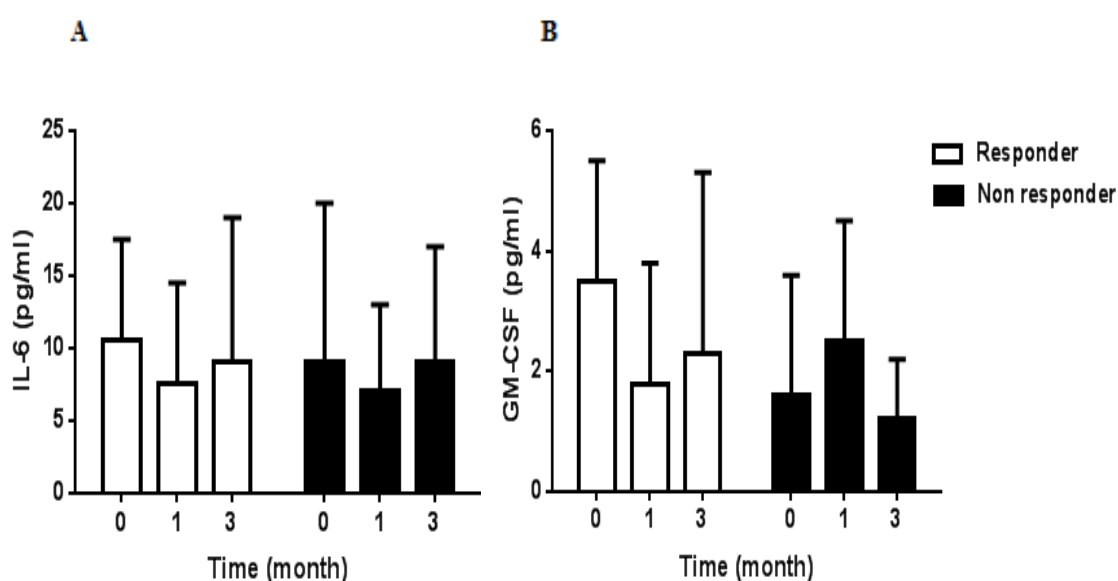 A
B
25
20
15
10
5
0
IL-6 (pg/ml)
0 1 3 0 1 3
Time (month)
6
4
2
0
GM-CSF (pg/ml)
0 1 3 0 1 3
Time (month)
Responder
Non responder